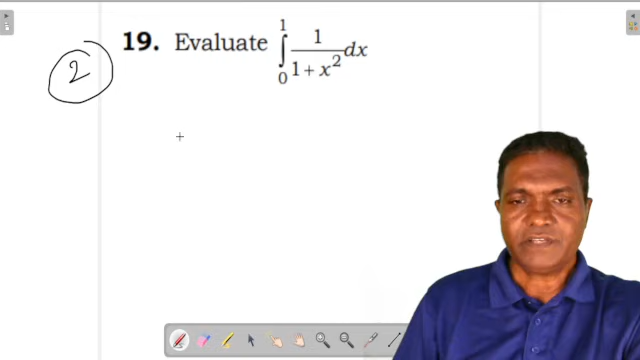 ② 19. Evaluate ∫₀¹ 1/(1+x²) dx